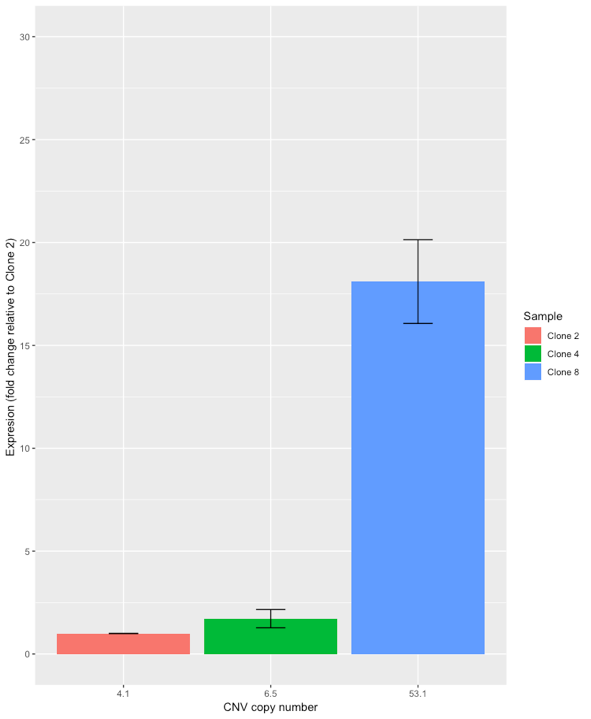 30
25
20
15
10
5
0
Expresion (fold change relative to Clone 2)
4.1 6.5 53.1
CNV copy number
Sample
Clone 2
Clone 4
Clone 8